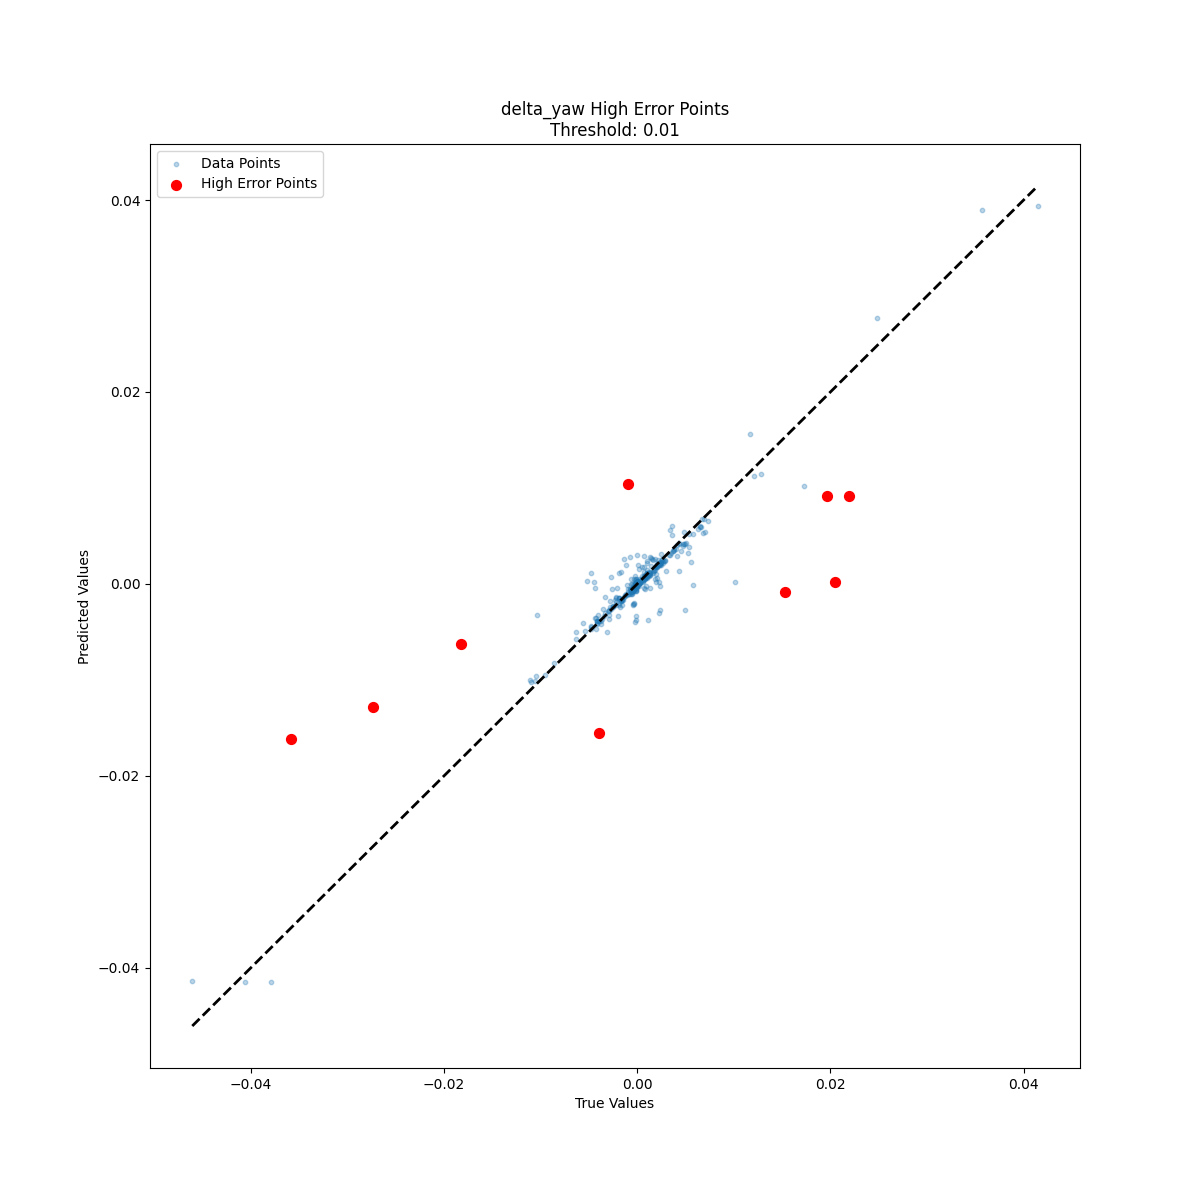 delta_yaw High Error Points
Threshold: 0.01
Data Points
High Error Points
0.04
0.02
0.00
−0.02
−0.04
Predicted Values
−0.04
−0.02
0.00
0.02
0.04
True Values